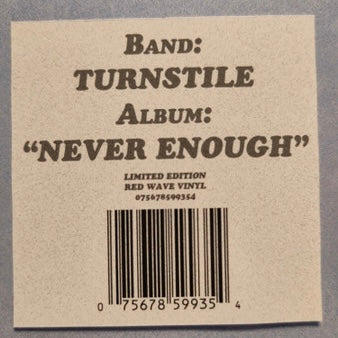 BAND:
TURNSTILE
ALBUM:
“NEVER ENOUGH”
LIMITED EDITION
RED WAVE VINYL
075678599354
0 75678 59935 4